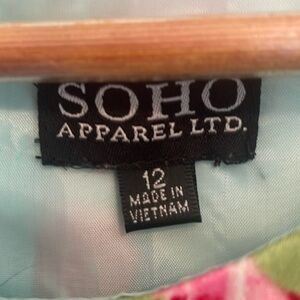 SOHO
APPAREL LTD.
12
MADE IN
VIETNAM